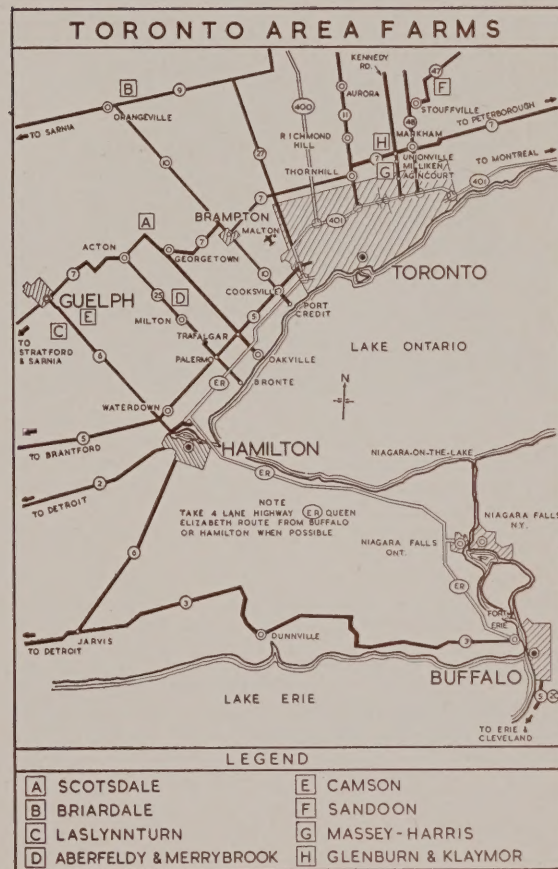 TORONTO AREA FARMS
KENNEDY
RD.
47
F
B
9
400
AURORA
STOUFFVILLE
TO PETERBOROUGH
ORANGEVILLE
48
TO SARNIA
RICHMOND
HILL
11
H
MARKHAM
7
7
UNIONVILLE
MILLIKEN
AGINCOURT
TO MONTREAL
10
27
THORNHILL
G
401
7
401
A
BRAMPTON
MALTON
ACTON
7
GEORGETOWN
TORONTO
7
10
COOKSVILLE
GUELPH
D
25
PORT
CREDIT
C
E
MILTON
5
TRAFALGAR
LAKE ONTARIO
TO
STRATFORD
& SARNIA
6
PALERMO
OAKVILLE
ER
BRONTE
N
WATERDOWN
5
TO BRANTFORD
HAMILTON
NIAGARA-ON-THE-LAKE
2
ER
TO DETROIT
NOTE
TAKE 4 LANE HIGHWAY ER QUEEN
ELIZABETH ROUTE FROM BUFFALO
OR HAMILTON WHEN POSSIBLE
NIAGARA FALLS
N.Y.
NIAGARA FALLS
ONT.
6
ER
3
FORT
ERIE
JARVIS
DUNNVILLE
3
TO DETROIT
BUFFALO
LAKE ERIE
5
20
TO ERIE &
CLEVELAND
LEGEND
A SCOTSDALE
B BRIARDALE
C LASLYNNTURN
D ABERFELDY & MERRYBROOK
E CAMSON
F SANDOON
G MASSEY-HARRIS
H GLENBURN & KLAYMOR